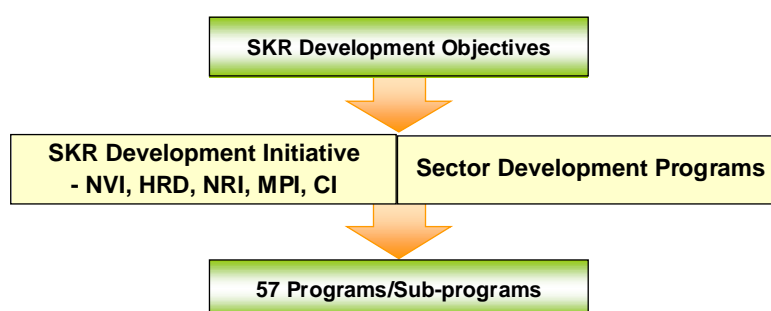 SKR Development Objectives
SKR Development Initiative
- NVI, HRD, NRI, MPI, CI
Sector Development Programs
57 Programs/Sub-programs